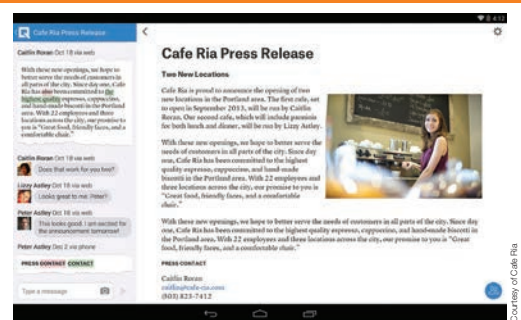 4:12
Cafe Ria Press Release
Caitlin Roran Oct 18 via web
With these new openings, we hope to
better serve the needs of customers in
all parts of the city. Since day one, Cafe
Ria has been committed to the
highest quality espresso, cappuccino,
and hand-made biscotti in the Portland
area. With 22 employees and three
locations across the city, our promise to
you is "Great food, friendly faces, and a
comfortable chair."
Caitlin Roran Oct 18 via web
Does that work for you two?
Lizzy Astley Oct 18 via web
Looks great to me. Peter?
Peter Astley Oct 18 via web
This looks good. I am excited for
the announcement tomorrow!
Peter Astley Dec 2 via phone
PRESS CONTACT CONTACT
Type a message
Cafe Ria Press Release
Two New Locations
Cafe Ria is proud to announce the opening of two
new locations in the Portland area. The first cafe, set
to open in September 2013, will be run by Caitlin
Roran. Our second cafe, which will include paninis
for both lunch and dinner, will be run by Lizzy Astley.
With these new openings, we hope to better serve the
needs of customers in all parts of the city. Since day
one, Cafe Ria has been committed to the highest
quality espresso, cappuccino, and hand-made
biscotti in the Portland area. With 22 employees and
three locations across the city, our promise to you is
"Great food, friendly faces, and a comfortable
chair."
With these new openings, we hope to better serve the needs of customers in all parts of the city. Since day
one, Cafe Ria has been committed to the highest quality espresso, cappuccino, and hand-made biscotti in
the Portland area. With 22 employees and three locations across the city, our promise to you is "Great
food, friendly faces, and a comfortable chair."
PRESS CONTACT
Caitlin Roran
caitlin@cafe-ria.com
(503) 823-7412
Courtesy of Cafe Ria